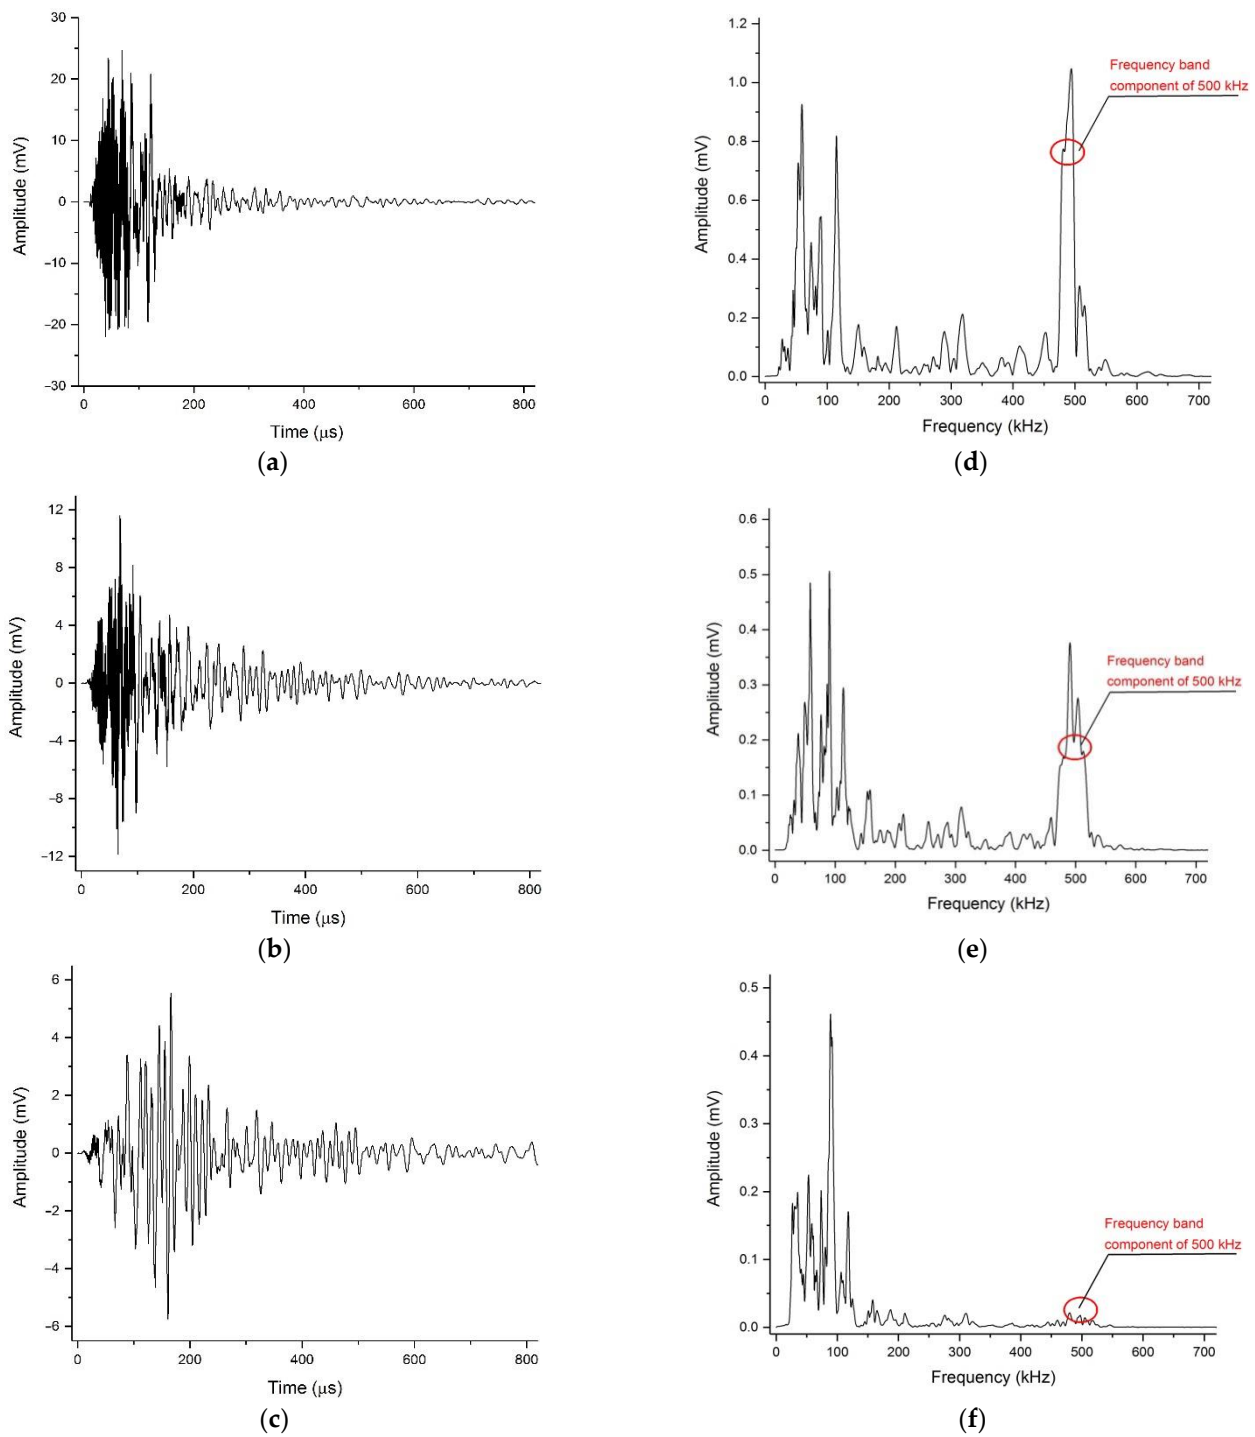 30
20
10
0
−10
−20
−30
Amplitude (mV)
0 200 400 600 800
Time (μs)
(a)
1.2
1.0
0.8
0.6
0.4
0.2
0.0
Amplitude (mV)
Frequency band
component of 500 kHz
0 100 200 300 400 500 600 700
Frequency (kHz)
(d)
12
8
4
0
−4
−8
−12
Amplitude (mV)
0 200 400 600 800
Time (μs)
(b)
0.6
0.5
0.4
0.3
0.2
0.1
0.0
Amplitude (mV)
Frequency band
component of 500 kHz
0 100 200 300 400 500 600 700
Frequency (kHz)
(e)
6
4
2
0
−2
−4
−6
Amplitude (mV)
0 200 400 600 800
Time (μs)
(c)
0.5
0.4
0.3
0.2
0.1
0.0
Amplitude (mV)
Frequency band
component of 500 kHz
0 100 200 300 400 500 600 700
Frequency (kHz)
(f)